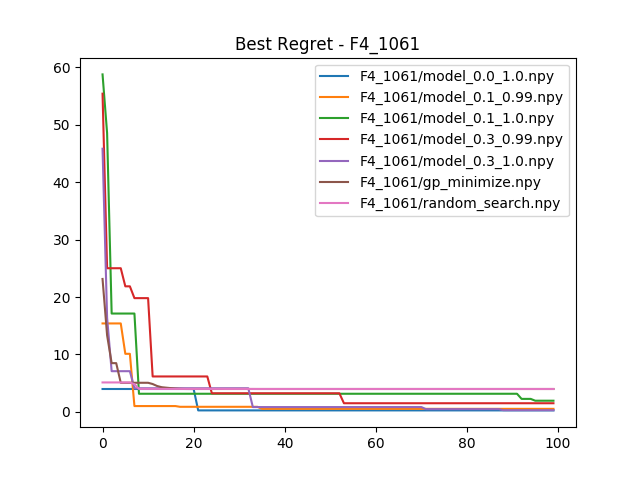 Best Regret - F4_1061
F4_1061/model_0.0_1.0.npy
F4_1061/model_0.1_0.99.npy
F4_1061/model_0.1_1.0.npy
F4_1061/model_0.3_0.99.npy
F4_1061/model_0.3_1.0.npy
F4_1061/gp_minimize.npy
F4_1061/random_search.npy
60
50
40
30
20
10
0
0 20 40 60 80 100